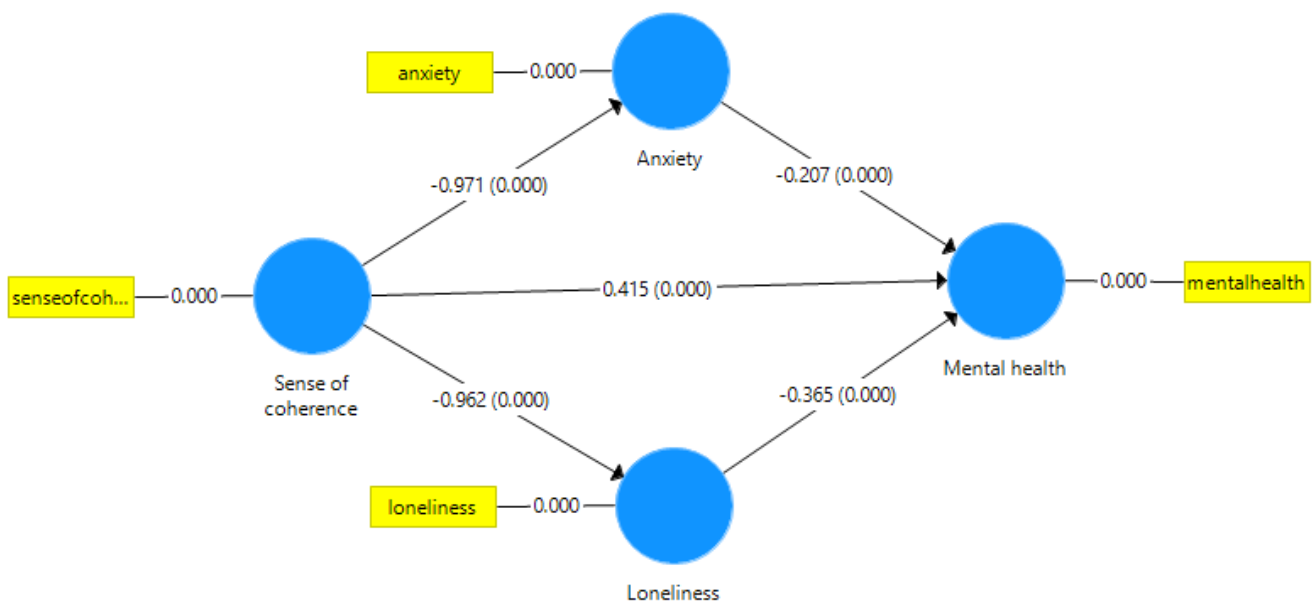 anxiety
0.000
Anxiety
-0.971 (0.000)
-0.207 (0.000)
senseofcoh...
0.000
0.415 (0.000)
0.000
mentalhealth
Sense of
coherence
Mental health
-0.962 (0.000)
-0.365 (0.000)
loneliness
0.000
Loneliness